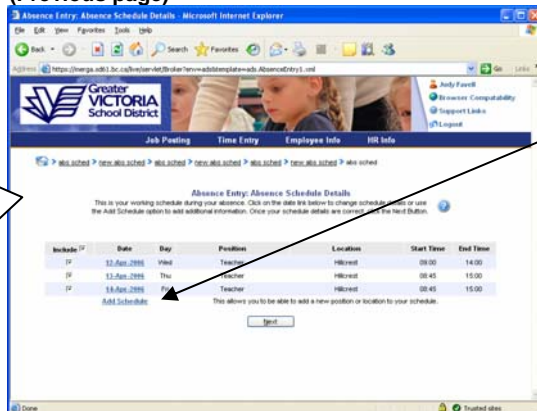 (Previous page)
Absence Entry: Absence Schedule Details - Microsoft Internet Explorer
File Edit View Favorites Tools Help
Back Search Favorites
Address Go Links
Greater
VICTORIA
School District
Andy Farrell
Browser Compatability
Support Links
Logout
Job Posting Time Entry Employee Info HR Info
> abs sched > new abs sched > abs sched > new abs sched > abs sched > new abs sched > abs sched
Absence Entry: Absence Schedule Details
This is your working schedule during your absence. Click on the date link below to change schedule details or use
the Add Schedule option to add additional information. Once your schedule details are correct, click the Next Button.
Include Date Day Position Location Start Time End Time
12-Apr-2006 Wed Teacher Hillcrest 09:00 14:00
13-Apr-2006 Thu Teacher Hillcrest 08:45 15:00
14-Apr-2006 Fri Teacher Hillcrest 08:45 15:00
Add Schedule This allows you to be able to add a new position or location to your schedule.
Next
Done Trusted sites